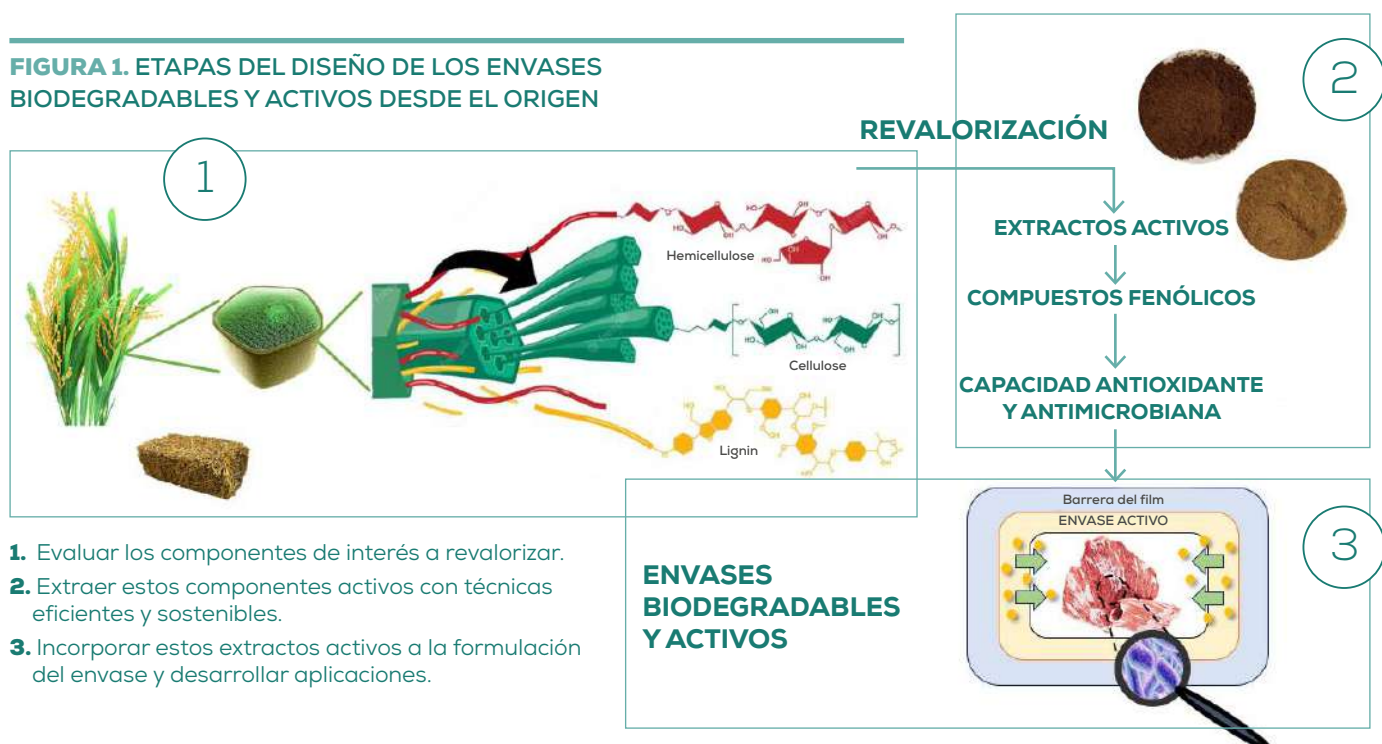 FIGURA 1. ETAPAS DEL DISEÑO DE LOS ENVASES
BIODEGRADABLES Y ACTIVOS DESDE EL ORIGEN
1
Hemicellulose
Cellulose
Lignin
REVALORIZACIÓN
2
EXTRACTOS ACTIVOS
COMPUESTOS FENÓLICOS
CAPACIDAD ANTIOXIDANTE
Y ANTIMICROBIANA
1. Evaluar los componentes de interés a revalorizar.
2. Extraer estos componentes activos con técnicas
eficientes y sostenibles.
3. Incorporar estos extractos activos a la formulación
del envase y desarrollar aplicaciones.
ENVASES
BIODEGRADABLES
Y ACTIVOS
Barrera del film
ENVASE ACTIVO
3